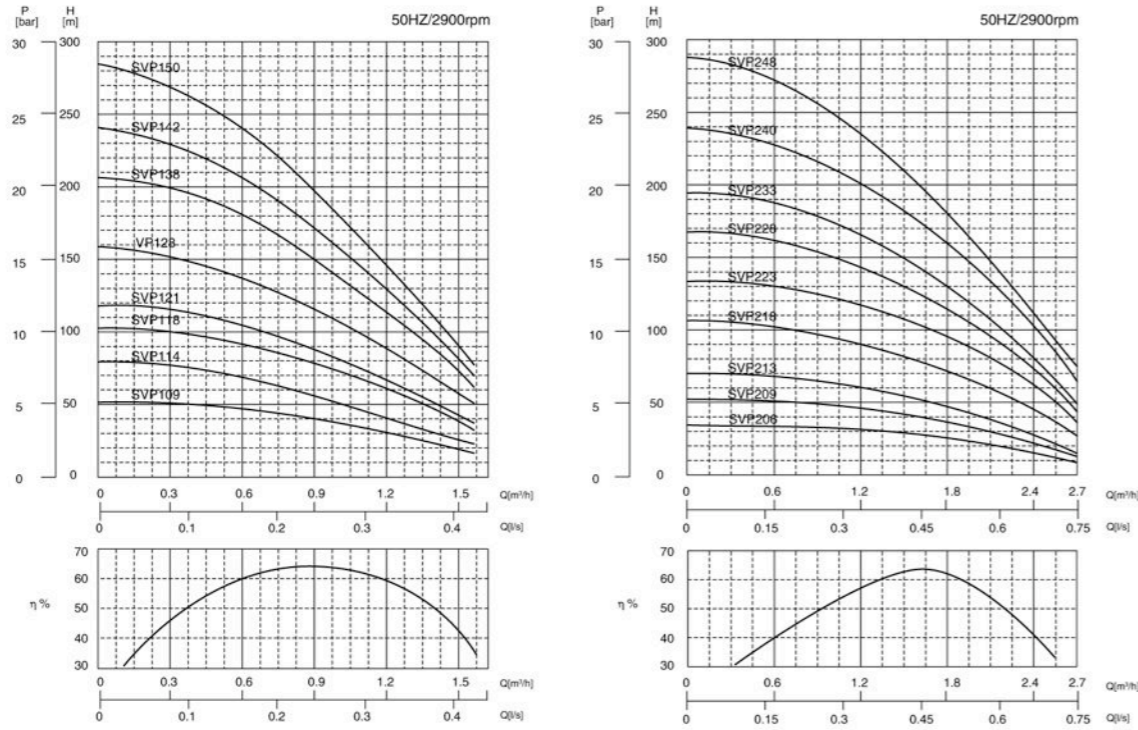 P H 50HZ/2900rpm
[bar] [m]
30 300
SVP150
25 250
SVP142
20 200
SVP138
VP128
15 150
SVP121
SVP118
10 100
SVP114
SVP109
5 50
0 0
0 0.3 0.6 0.9 1.2 1.5 Q[m³/h]
0 0.1 0.2 0.3 0.4 Q[l/s]
70
60
η % 50
40
30
0 0.3 0.6 0.9 1.2 1.5 Q[m³/h]
0 0.1 0.2 0.3 0.4 Q[l/s]
P H 50HZ/2900rpm
[bar] [m]
30 300
SVP248
25 250
SVP240
20 200
SVP233
SVP228
15 150
SVP223
SVP218
10 100
SVP213
SVP209
5 50
SVP206
0 0
0 0.6 1.2 1.8 2.4 2.7 Q[m³/h]
0 0.15 0.3 0.45 0.6 0.75 Q[l/s]
70
60
η % 50
40
30
0 0.6 1.2 1.8 2.4 2.7 Q[m³/h]
0 0.15 0.3 0.45 0.6 0.75 Q[l/s]